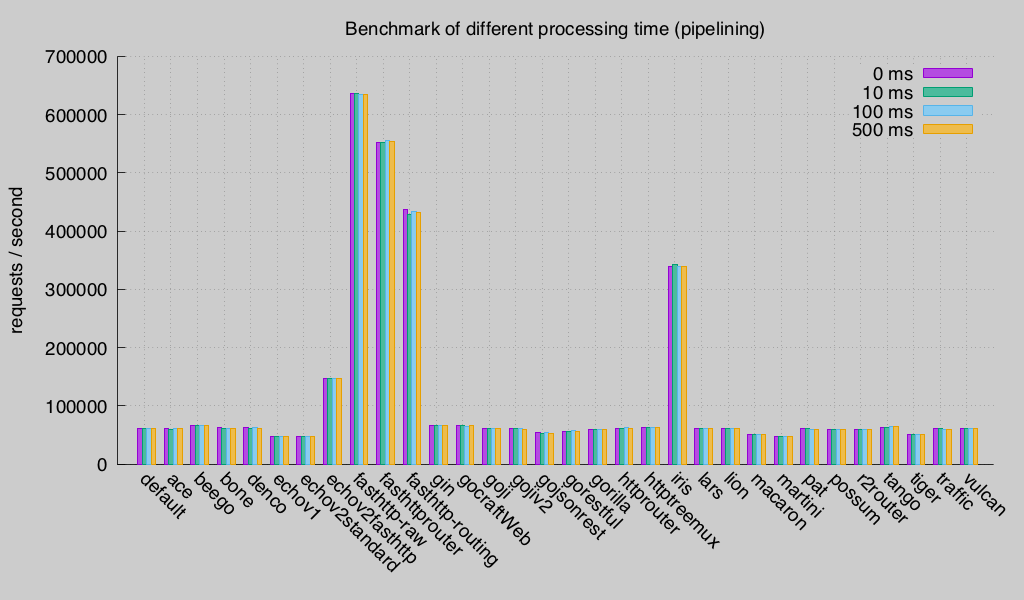 Benchmark of different processing time (pipelining)
requests / second
700000
600000
500000
400000
300000
200000
100000
0
0 ms
10 ms
100 ms
500 ms
default
ace
beego
bone
denco
echov1
echov2standard
echov2fasthttp
fasthttp-raw
fasthttprouter
fasthttp-routing
gin
gocraftWeb
goji
gojiv2
gojsonrest
gorestful
gorilla
httprouter
httptreemux
iris
lars
lion
macaron
martini
pat
possum
r2router
tango
tiger
traffic
vulcan